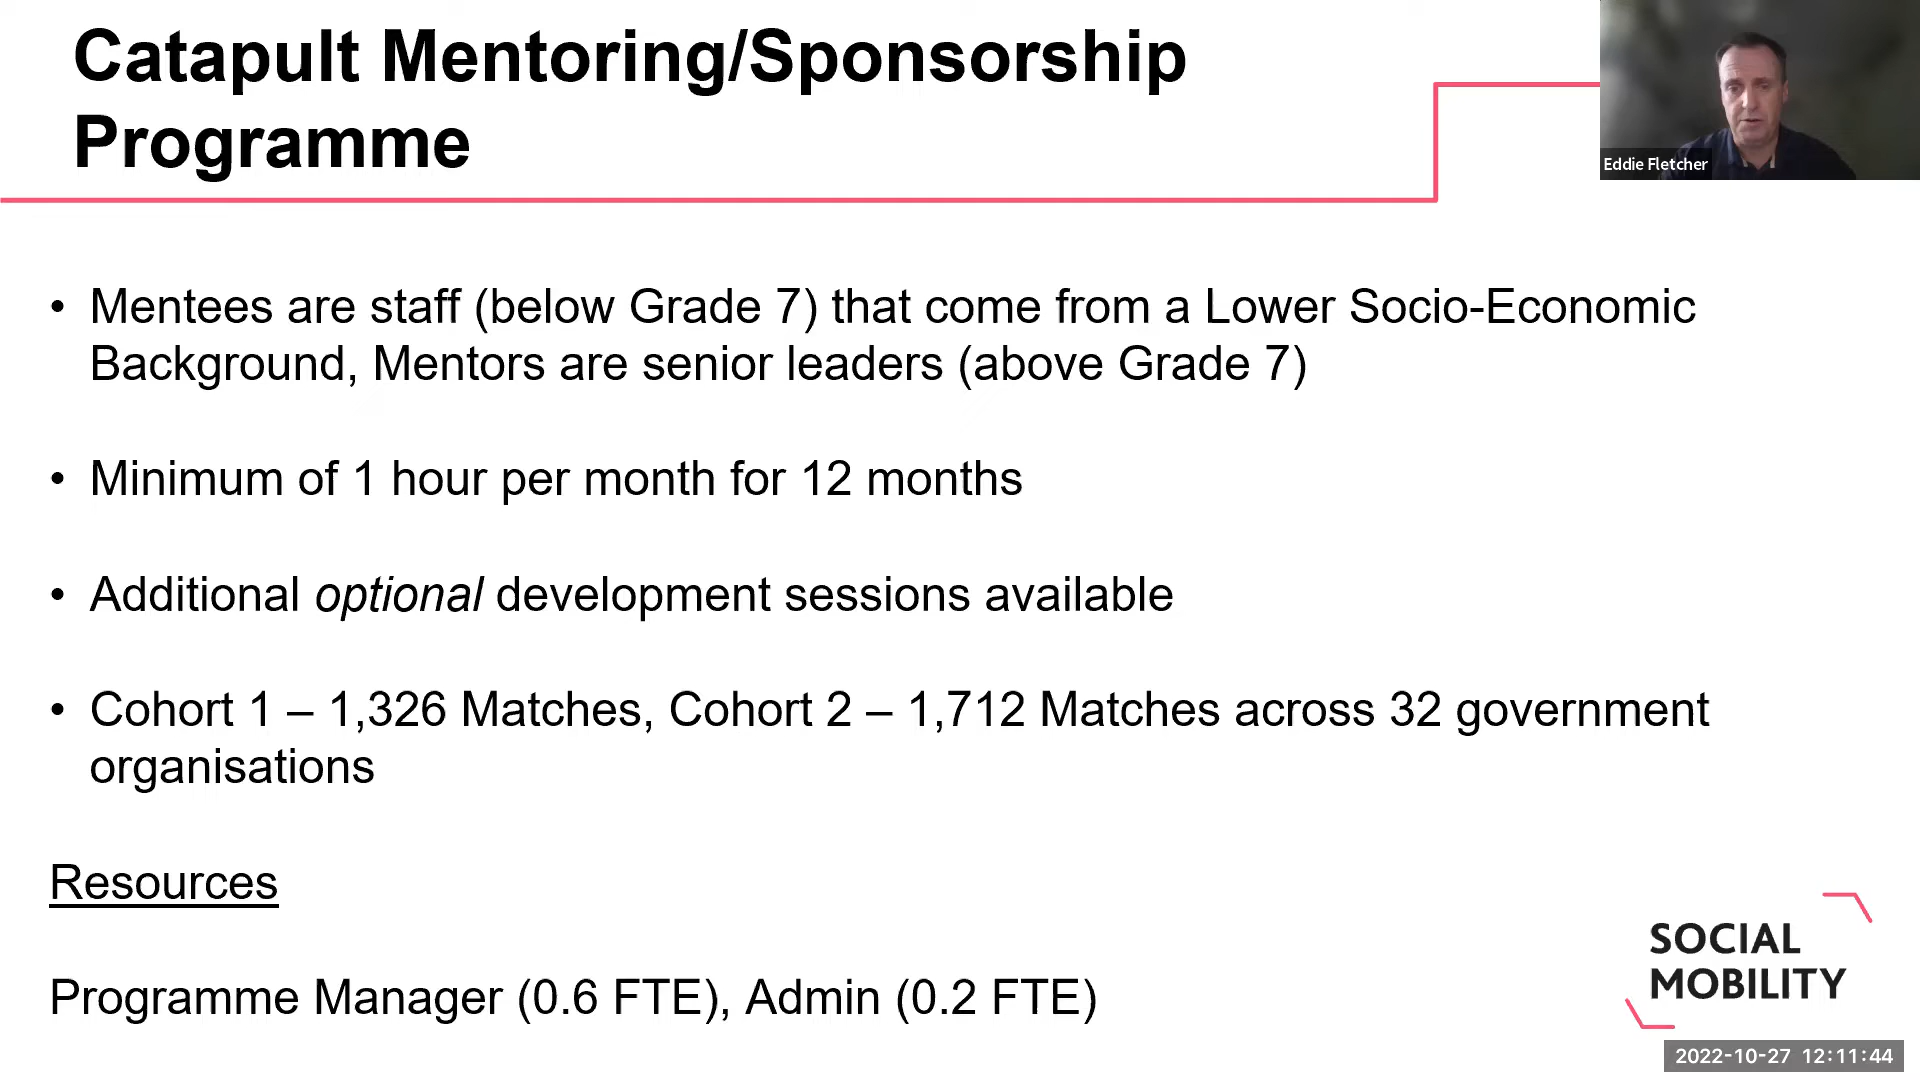 Catapult Mentoring/Sponsorship
Programme
Eddie Fletcher
• Mentees are staff (below Grade 7) that come from a Lower Socio-Economic
Background, Mentors are senior leaders (above Grade 7)
• Minimum of 1 hour per month for 12 months
• Additional optional development sessions available
• Cohort 1 – 1,326 Matches, Cohort 2 – 1,712 Matches across 32 government
organisations
Resources
Programme Manager (0.6 FTE), Admin (0.2 FTE)
SOCIAL
MOBILITY
2022-10-27 12:11:44